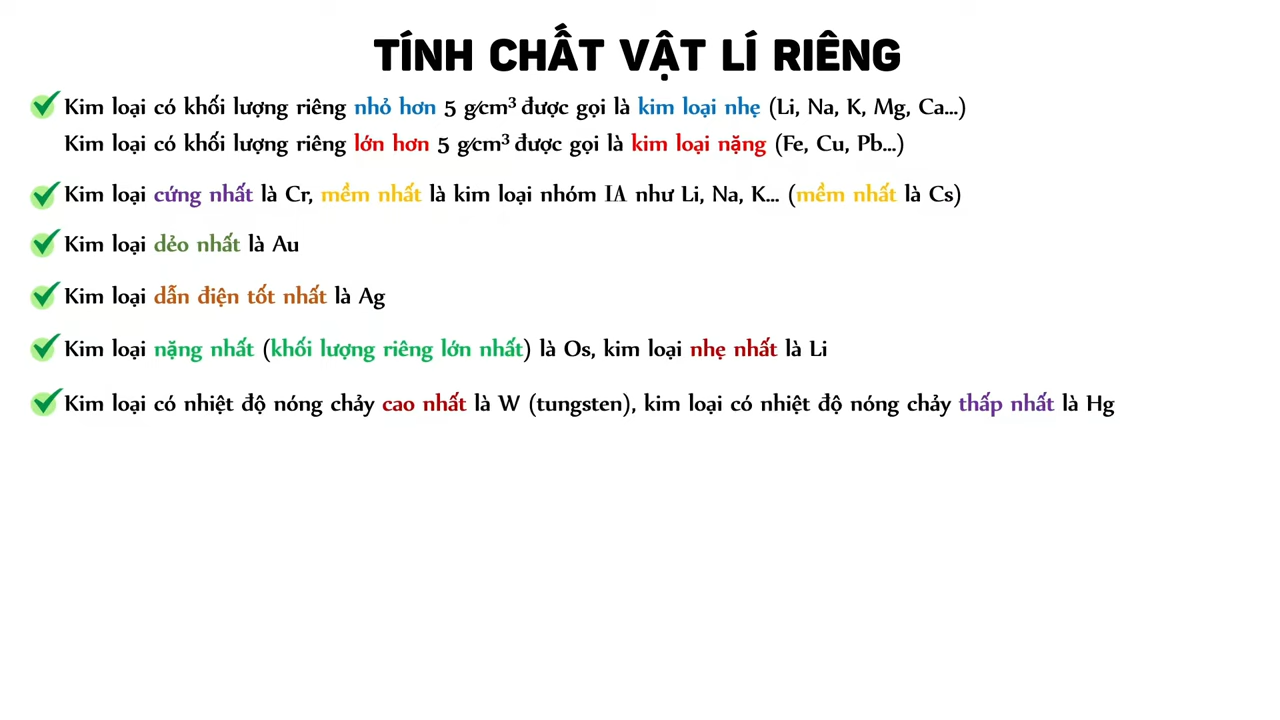 TÍNH CHẤT VẬT LÍ RIÊNG
Kim loại có khối lượng riêng nhỏ hơn 5 g/cm³ được gọi là kim loại nhẹ (Li, Na, K, Mg, Ca...)
Kim loại có khối lượng riêng lớn hơn 5 g/cm³ được gọi là kim loại nặng (Fe, Cu, Pb...)
Kim loại cứng nhất là Cr, mềm nhất là kim loại nhóm IA như Li, Na, K... (mềm nhất là Cs)
Kim loại dẻo nhất là Au
Kim loại dẫn điện tốt nhất là Ag
Kim loại nặng nhất (khối lượng riêng lớn nhất) là Os, kim loại nhẹ nhất là Li
Kim loại có nhiệt độ nóng chảy cao nhất là W (tungsten), kim loại có nhiệt độ nóng chảy thấp nhất là Hg